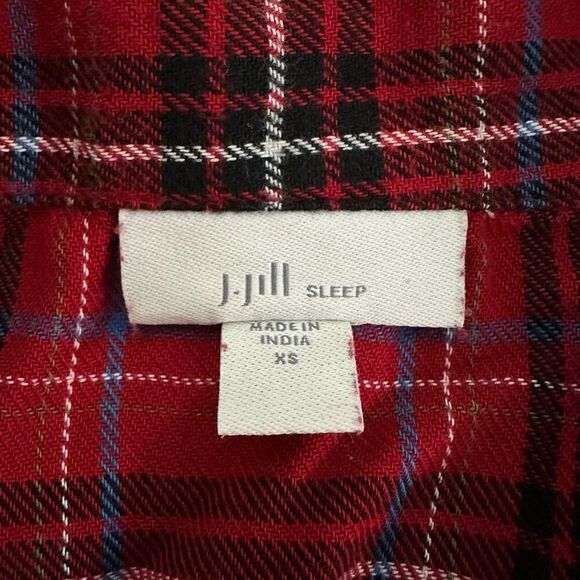 J.Jill SLEEP
MADE IN
INDIA
XS